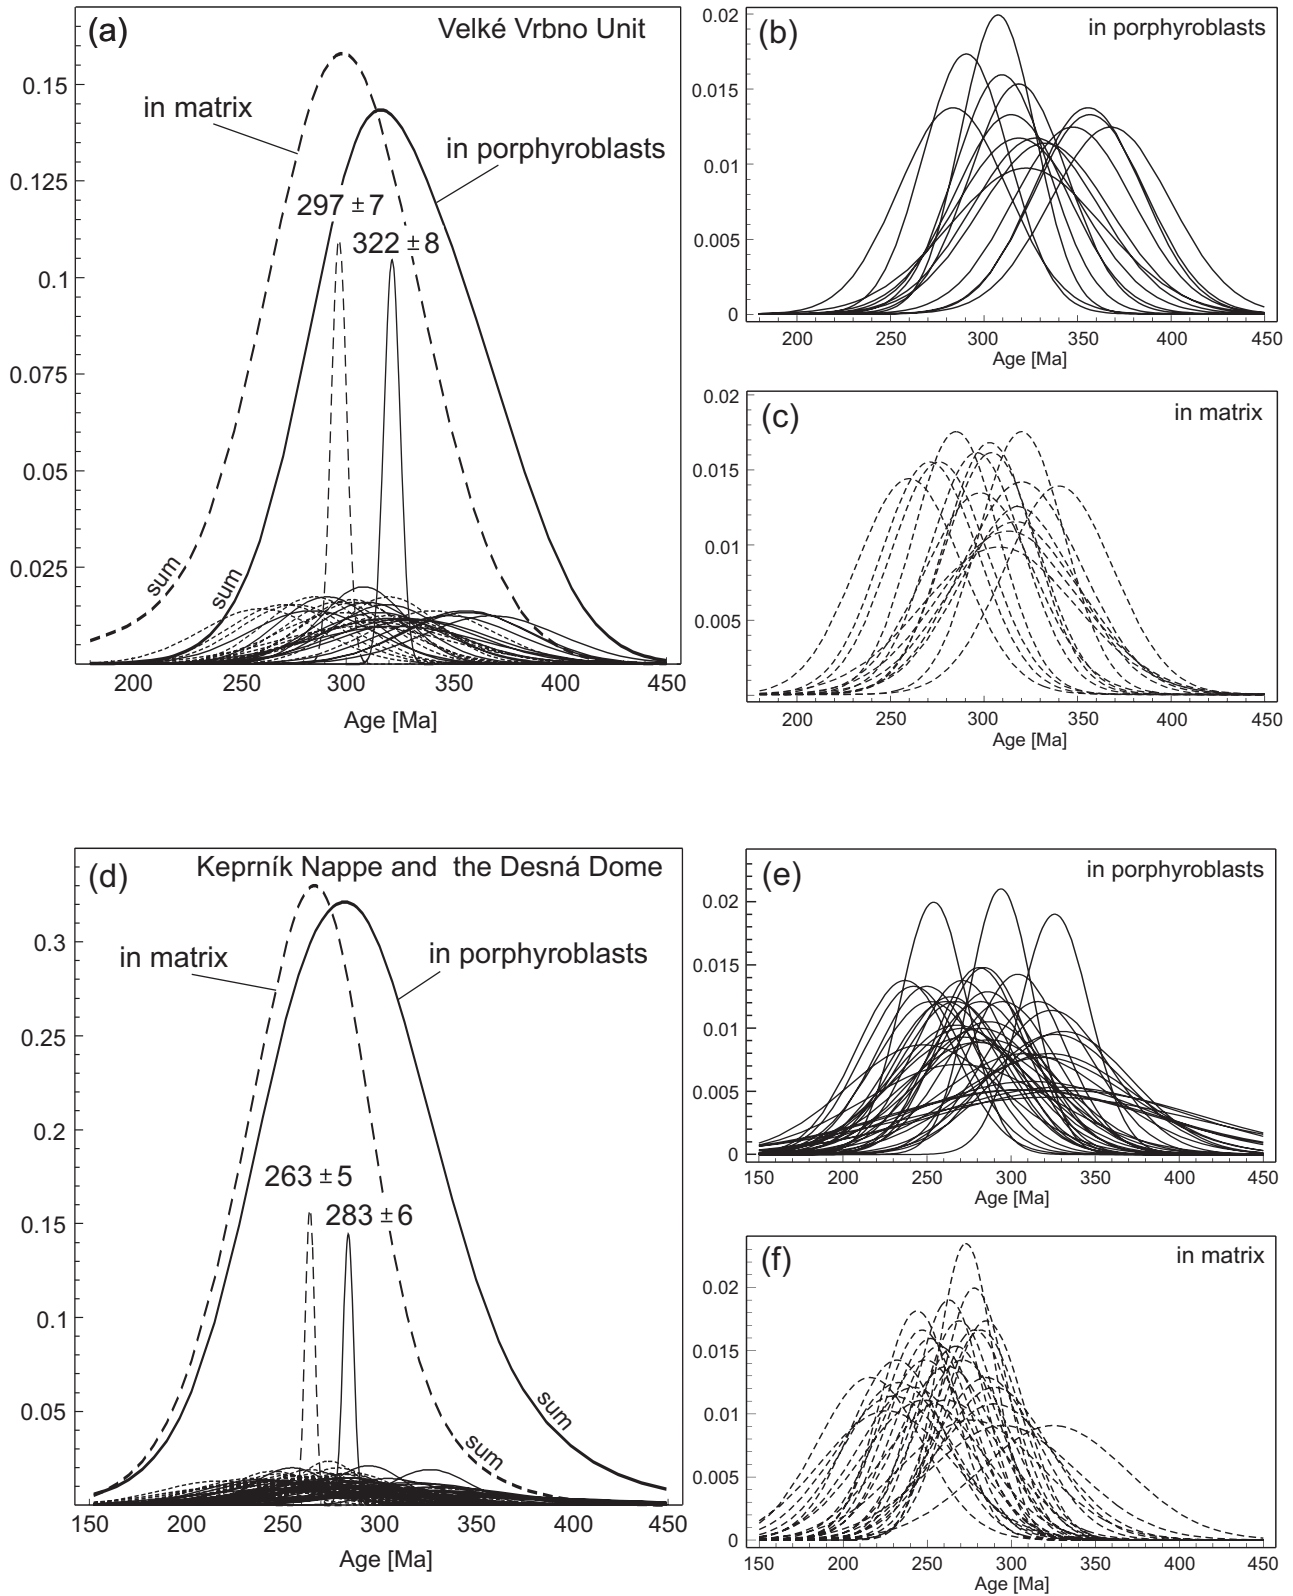 (a)
Velké Vrbno Unit
in matrix
in porphyroblasts
297 ± 7
322 ± 8
sum
sum
0.15
0.125
0.1
0.075
0.05
0.025
200 250 300 350 400 450
Age [Ma]
(b)
in porphyroblasts
0.02
0.015
0.01
0.005
0
200 250 300 350 400 450
Age [Ma]
(c)
in matrix
0.02
0.015
0.01
0.005
200 250 300 350 400 450
Age [Ma]
(d)
Keprník Nappe and the Desná Dome
in matrix
in porphyroblasts
263 ± 5
283 ± 6
sum
sum
0.3
0.25
0.2
0.15
0.1
0.05
150 200 250 300 350 400 450
Age [Ma]
(e)
in porphyroblasts
0.02
0.015
0.01
0.005
0
150 200 250 300 350 400 450
Age [Ma]
(f)
in matrix
0.02
0.015
0.01
0.005
0
150 200 250 300 350 400 450
Age [Ma]